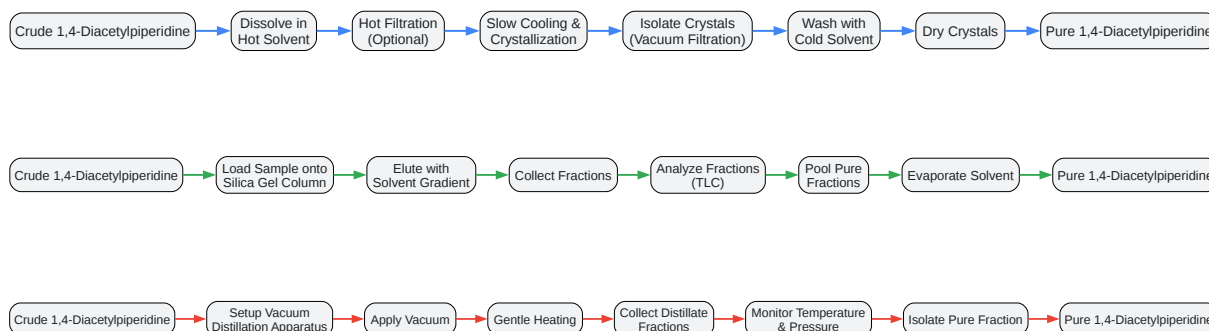 Crude 1,4-Diacetylpiperidine
Dissolve in
Hot Solvent
Hot Filtration
(Optional)
Slow Cooling &
Crystallization
Isolate Crystals
(Vacuum Filtration)
Wash with
Cold Solvent
Dry Crystals
Pure 1,4-Diacetylpiperidine
Crude 1,4-Diacetylpiperidine
Load Sample onto
Silica Gel Column
Elute with
Solvent Gradient
Collect Fractions
Analyze Fractions
(TLC)
Pool Pure
Fractions
Evaporate Solvent
Pure 1,4-Diacetylpiperidine
Crude 1,4-Diacetylpiperidine
Setup Vacuum
Distillation Apparatus
Apply Vacuum
Gentle Heating
Collect Distillate
Fractions
Monitor Temperature
& Pressure
Isolate Pure Fraction
Pure 1,4-Diacetylpiperidine